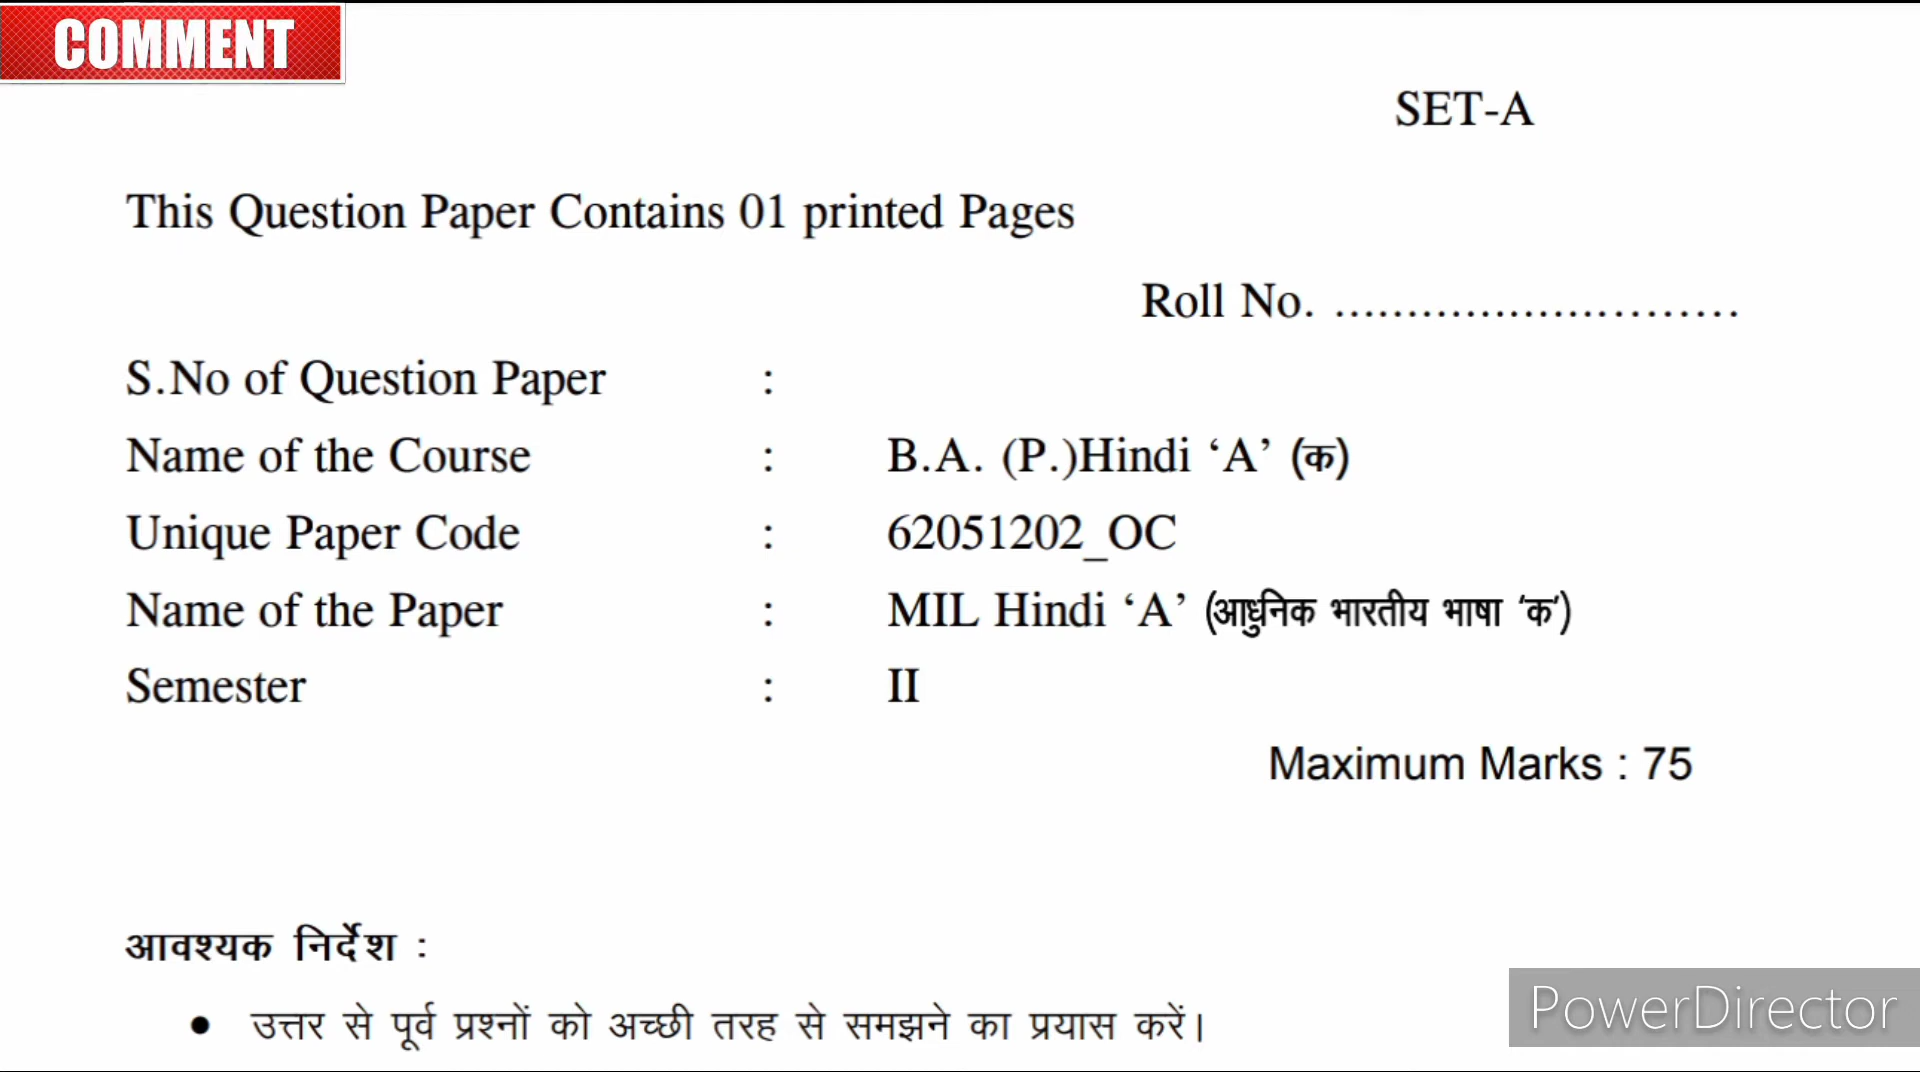 COMMENT
SET-A
This Question Paper Contains 01 printed Pages
Roll No. ............................
S.No of Question Paper :
Name of the Course : B.A. (P.)Hindi ‘A’ (क)
Unique Paper Code : 62051202_OC
Name of the Paper : MIL Hindi ‘A’ (आधुनिक भारतीय भाषा ‘क’)
Semester : II
Maximum Marks : 75
आवश्यक निर्देश :
● उत्तर से पूर्व प्रश्नों को अच्छी तरह से समझने का प्रयास करें।
PowerDirector